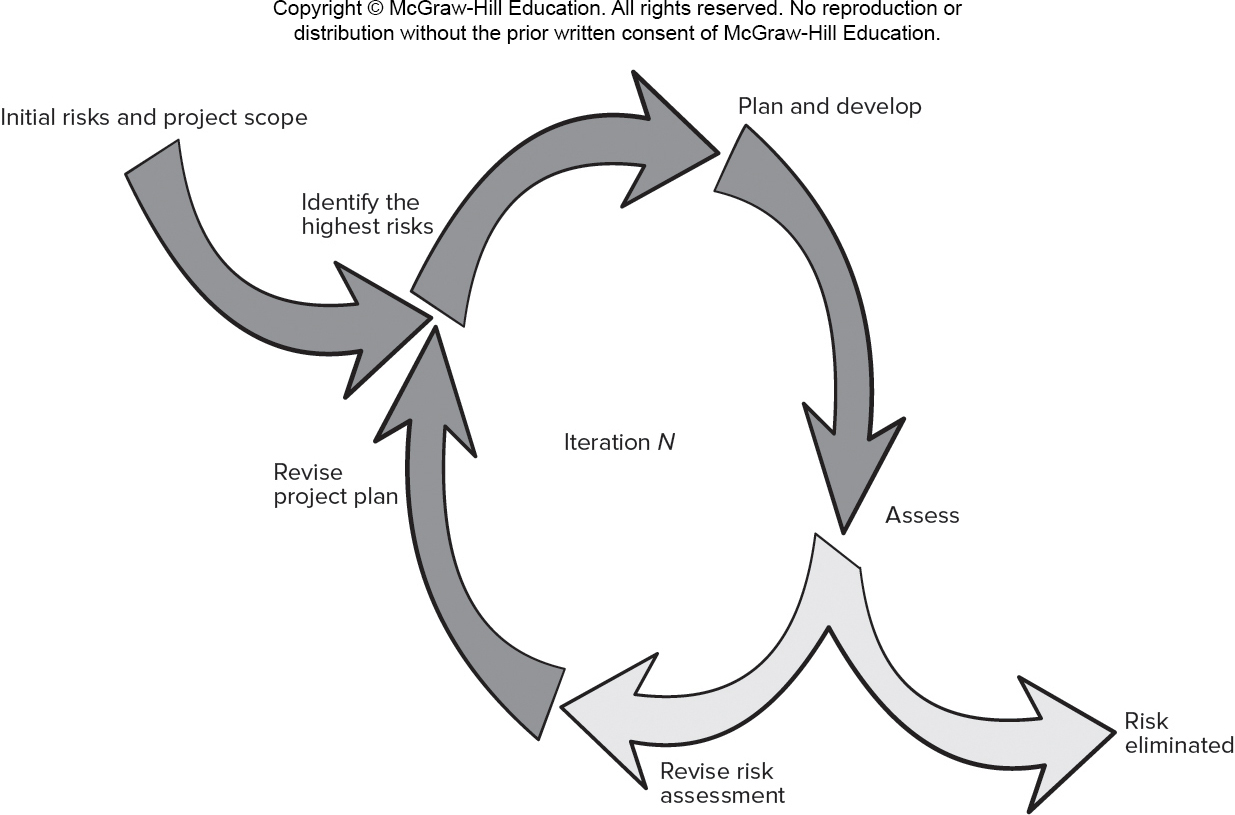 Copyright © McGraw-Hill Education. All rights reserved. No reproduction or
distribution without the prior written consent of McGraw-Hill Education.
Initial risks and project scope
Plan and develop
Identify the
highest risks
Iteration N
Revise
project plan
Assess
Risk
eliminated
Revise risk
assessment